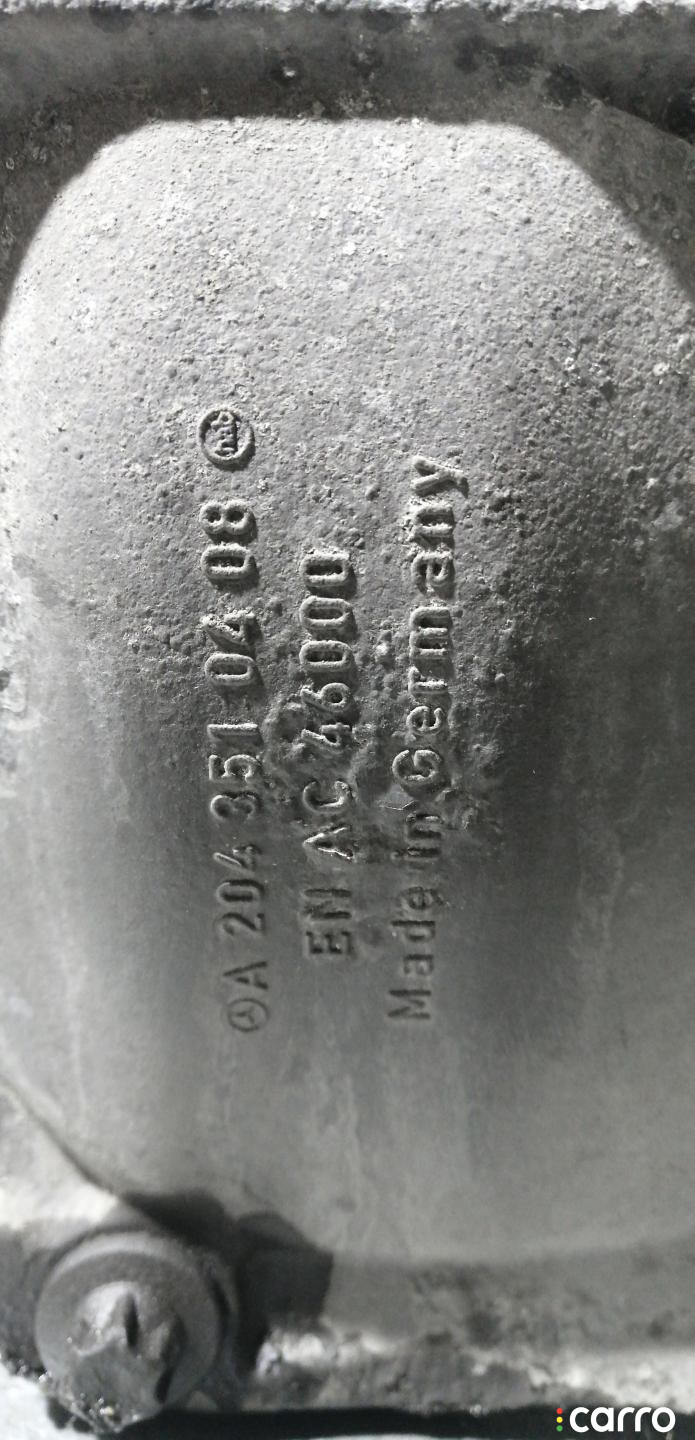 A 204 351 04 08
EN AC 46000
Made in Germany
carro